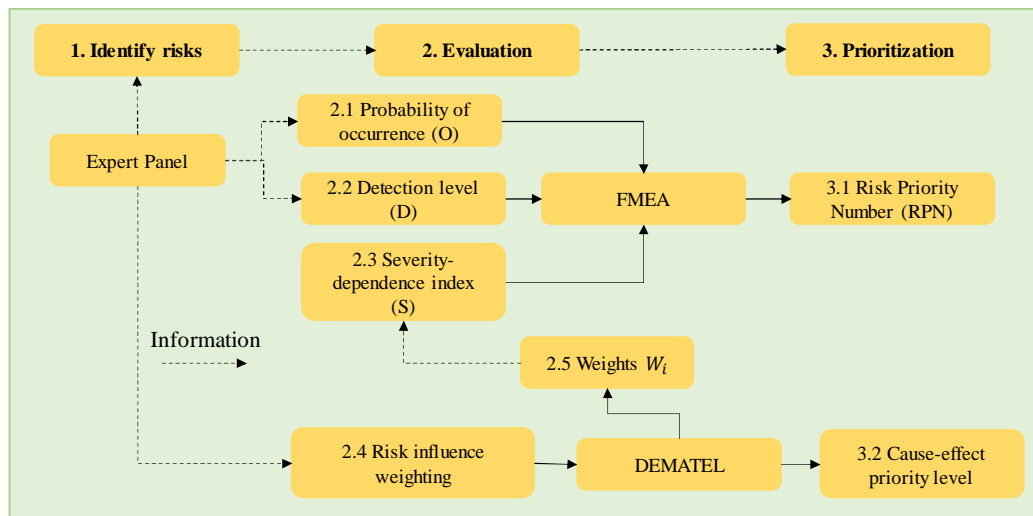 1. Identify risks
2. Evaluation
3. Prioritization
2.1 Probability of
occurrence (O)
Expert Panel
2.2 Detection level
(D)
FMEA
3.1 Risk Priority
Number (RPN)
2.3 Severity-
dependence index
(S)
Information
2.5 Weights W_i
2.4 Risk influence
weighting
DEMATEL
3.2 Cause-effect
priority level